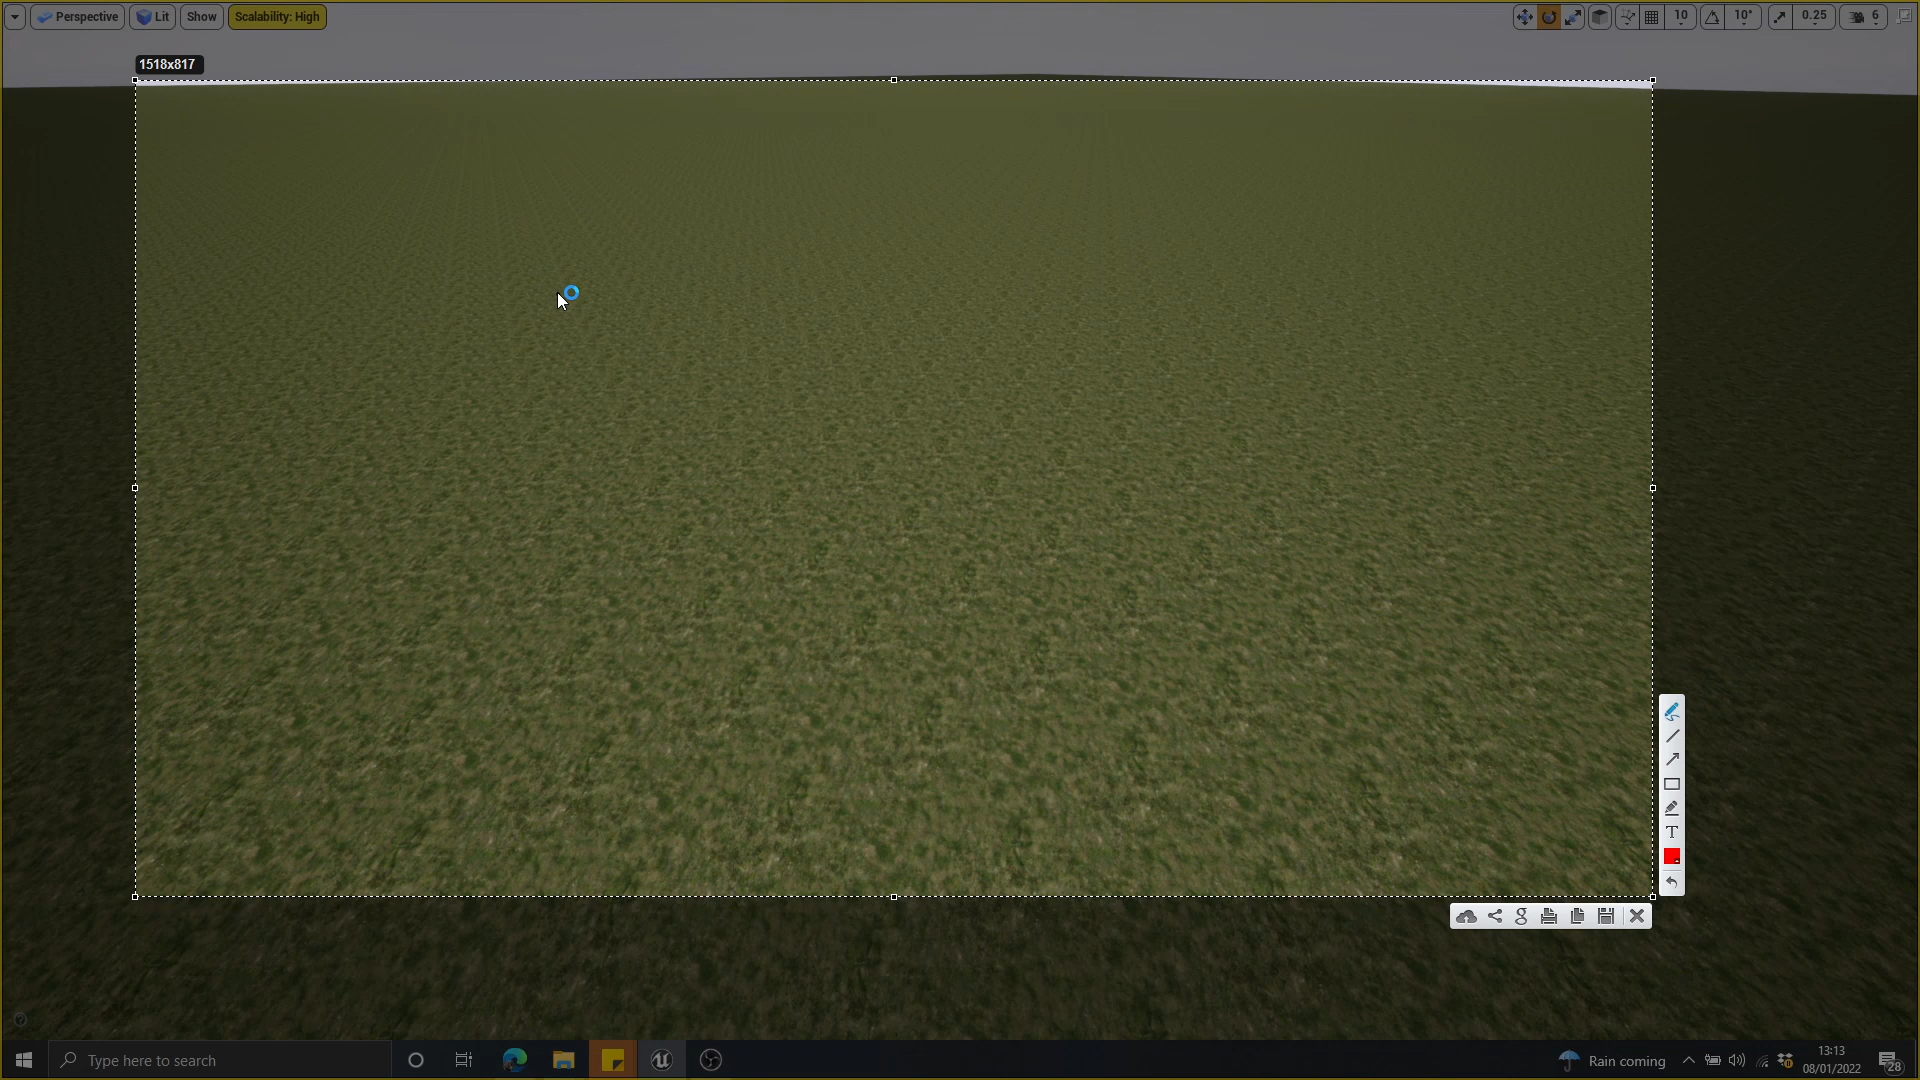 Perspective Lit Show Scalability: High 10 10° 0.25 6
1518x817
T
g
Type here to search
Rain coming
13:13
08/01/2022
28